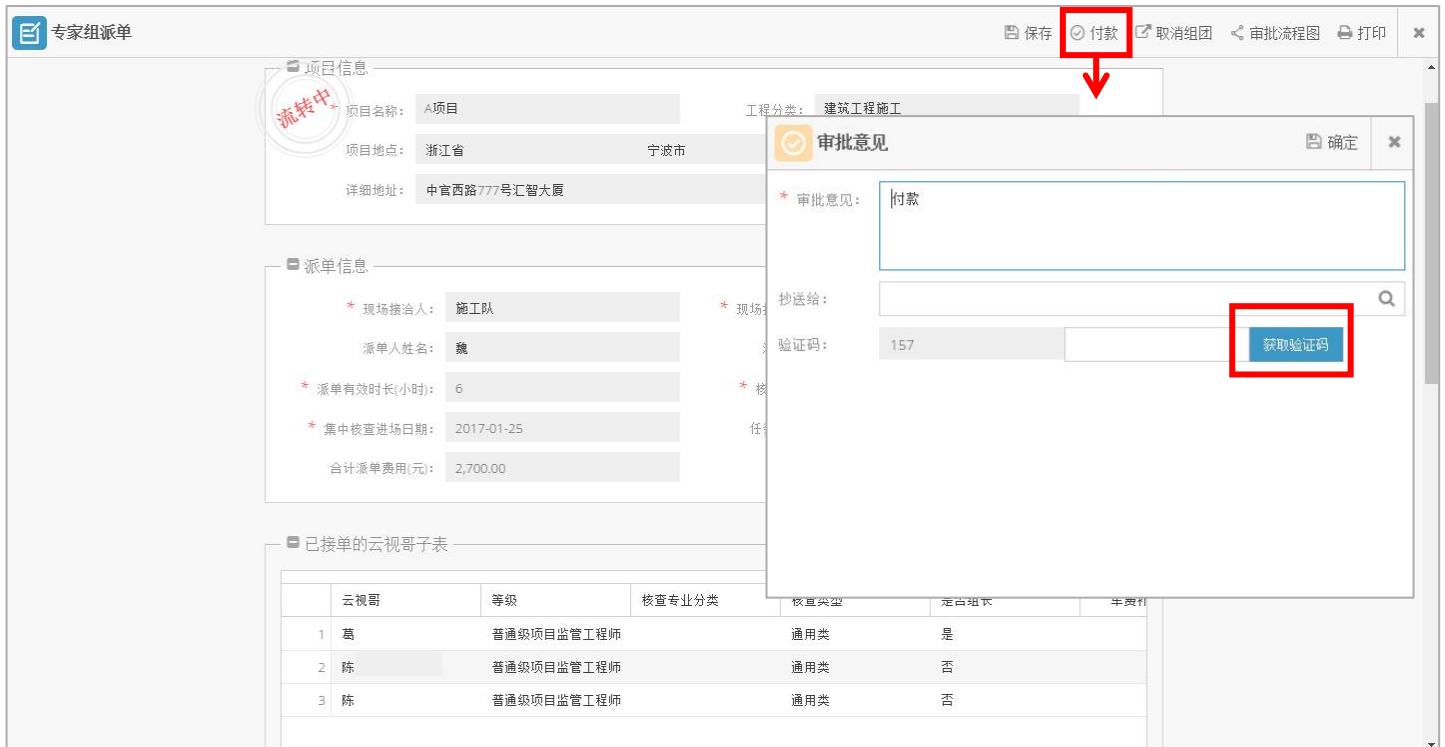 专家组派单
保存 付款 取消组团 审批流程图 打印
项目信息
流转中
* 项目名称： A项目 工程分类： 建筑工程施工
项目地点： 浙江省 宁波市
详细地址： 中官西路777号汇智大厦
审批意见 确定
* 审批意见： 付款
抄送给：
验证码： 157 获取验证码
派单信息
* 现场接洽人： 施工队 * 现场
派单人姓名： 魏
* 派单有效时长(小时)： 6 * 核
* 集中核查进场日期： 2017-01-25 任
合计派单费用(元)： 2,700.00
已接单的云视哥子表
云视哥 等级 核查专业分类 核查类型 是否组长 车费补
1 葛 普通级项目监管工程师 通用类 是
2 陈 普通级项目监管工程师 通用类 否
3 陈 普通级项目监管工程师 通用类 否